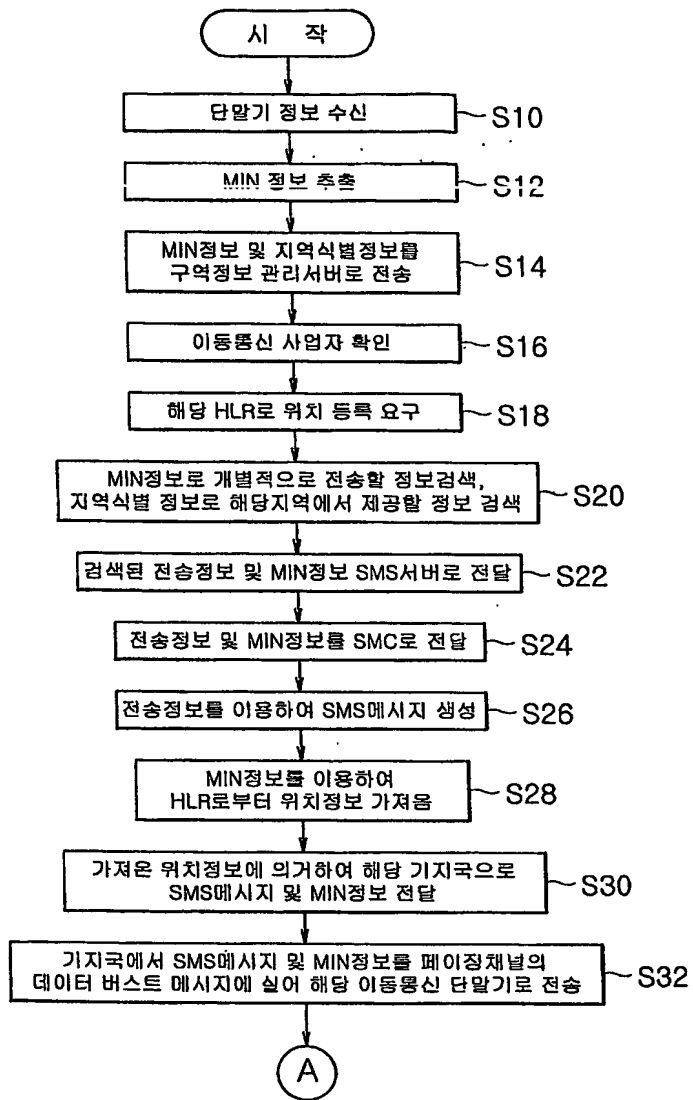 시 작
단말기 정보 수신
S10
MIN 정보 추출
S12
MIN정보 및 지역식별정보를
구역정보 관리서버로 전송
S14
이동통신 사업자 확인
S16
해당 HLR로 위치 등록 요구
S18
MIN정보로 개별적으로 전송할 정보검색,
지역식별 정보로 해당지역에서 제공할 정보 검색
S20
검색된 전송정보 및 MIN정보 SMS서버로 전달
S22
전송정보 및 MIN정보를 SMC로 전달
S24
전송정보를 이용하여 SMS메시지 생성
S26
MIN정보를 이용하여
HLR로부터 위치정보 가져옴
S28
가져온 위치정보에 의거하여 해당 기지국으로
SMS메시지 및 MIN정보 전달
S30
기지국에서 SMS메시지 및 MIN정보를 페이징채널의
데이터 버스트 메시지에 실어 해당 이동통신 단말기로 전송
S32
A